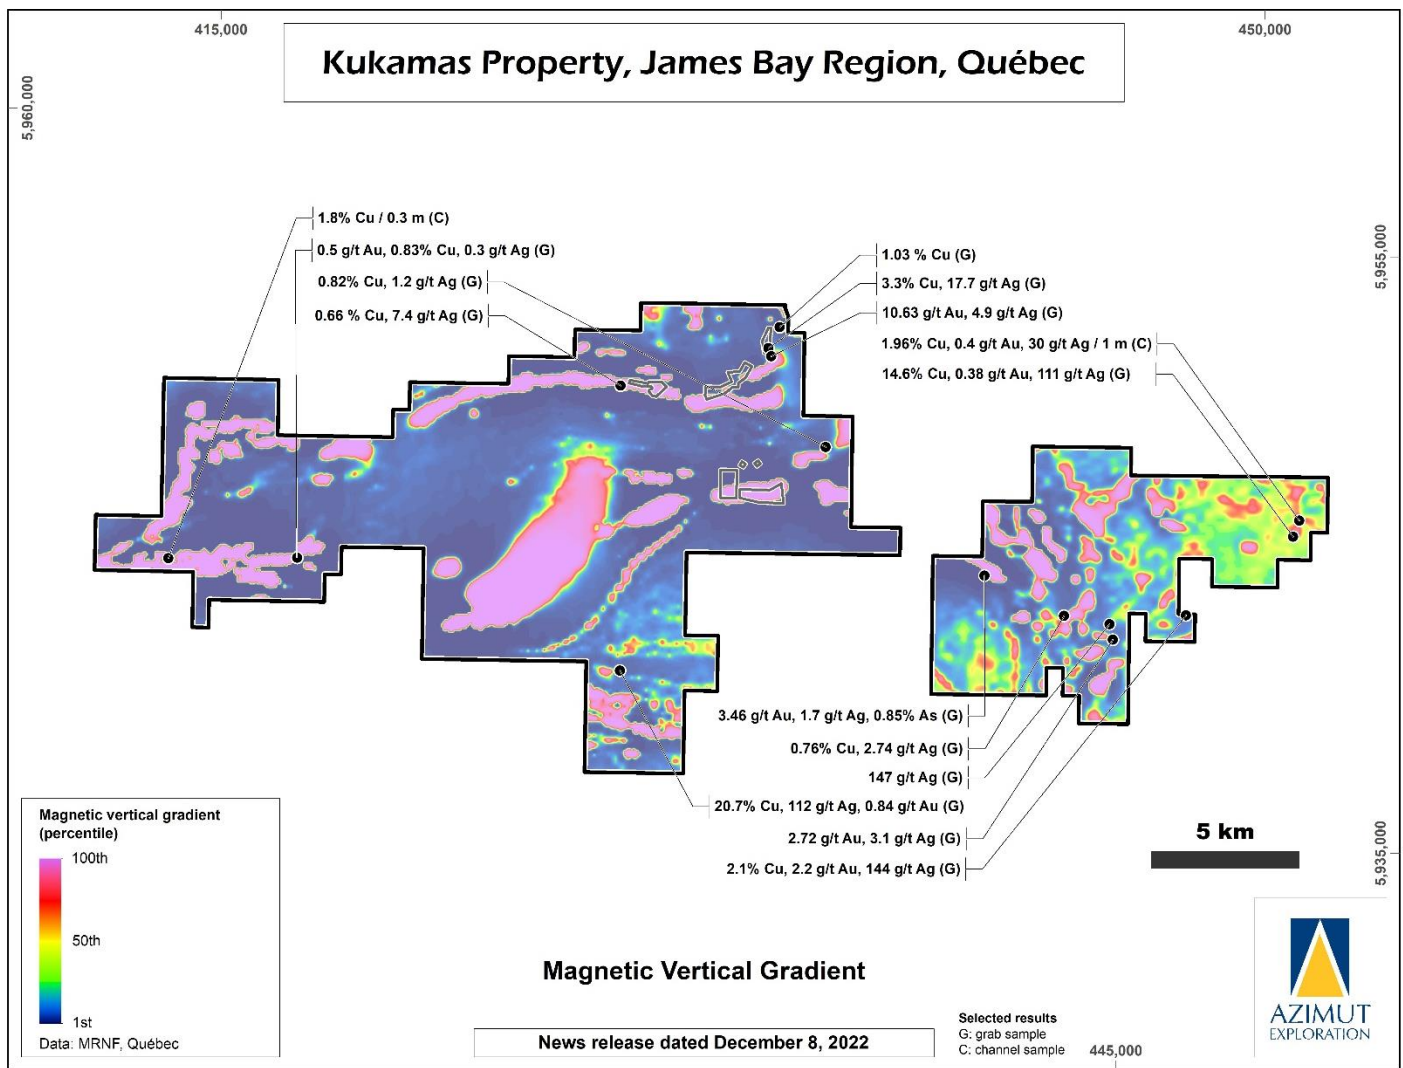 415,000
450,000
Kukamas Property, James Bay Region, Québec
5,960,000
5,955,000
1.8% Cu / 0.3 m (C)
0.5 g/t Au, 0.83% Cu, 0.3 g/t Ag (G)
0.82% Cu, 1.2 g/t Ag (G)
0.66 % Cu, 7.4 g/t Ag (G)
1.03 % Cu (G)
3.3% Cu, 17.7 g/t Ag (G)
10.63 g/t Au, 4.9 g/t Ag (G)
1.96% Cu, 0.4 g/t Au, 30 g/t Ag / 1 m (C)
14.6% Cu, 0.38 g/t Au, 111 g/t Ag (G)
3.46 g/t Au, 1.7 g/t Ag, 0.85% As (G)
0.76% Cu, 2.74 g/t Ag (G)
147 g/t Ag (G)
20.7% Cu, 112 g/t Ag, 0.84 g/t Au (G)
2.72 g/t Au, 3.1 g/t Ag (G)
2.1% Cu, 2.2 g/t Au, 144 g/t Ag (G)
5 km
5,935,000
Magnetic vertical gradient
(percentile)
100th
50th
1st
Data: MRNF, Québec
Magnetic Vertical Gradient
News release dated December 8, 2022
Selected results
G: grab sample
C: channel sample
445,000
AZIMUT
EXPLORATION